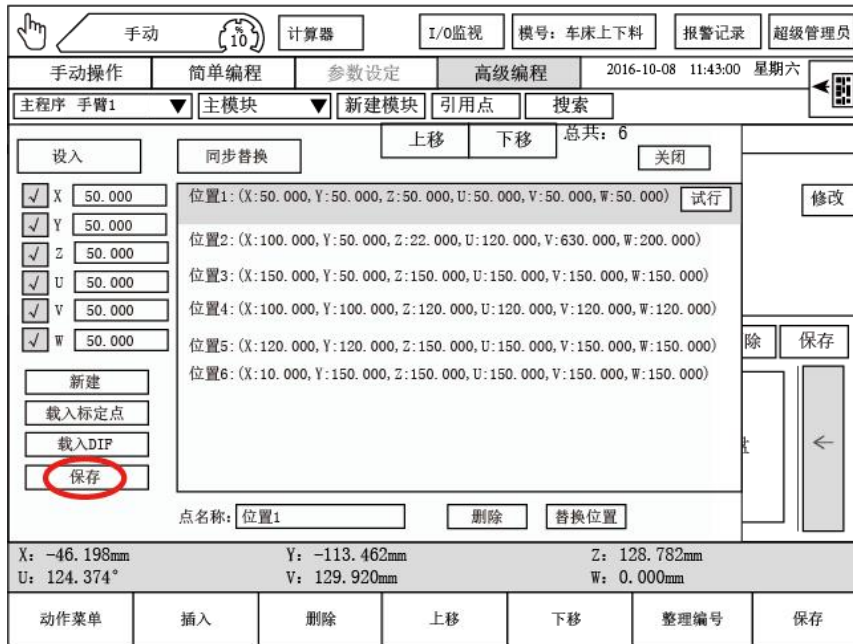 手动 % 10 计算器 I/O监视 模号: 车床上下料 报警记录 超级管理员
手动操作 简单编程 参数设定 高级编程 2016-10-08 11:43:00 星期六
主程序 手臂1 ▼ 主模块 ▼ 新建模块 引用点 搜索
设入 同步替换 上移 下移 总共: 6 关闭
√ X 50.000
√ Y 50.000
√ Z 50.000
√ U 50.000
√ V 50.000
√ W 50.000
新建
载入标定点
载入DIF
保存
位置1:(X:50.000,Y:50.000,Z:50.000,U:50.000,V:50.000,W:50.000) 试行
位置2:(X:100.000,Y:50.000,Z:22.000,U:120.000,V:630.000,W:200.000)
位置3:(X:150.000,Y:50.000,Z:150.000,U:150.000,V:150.000,W:150.000)
位置4:(X:100.000,Y:100.000,Z:120.000,U:120.000,V:120.000,W:120.000)
位置5:(X:120.000,Y:120.000,Z:150.000,U:150.000,V:150.000,W:150.000)
位置6:(X:10.000,Y:150.000,Z:150.000,U:150.000,V:150.000,W:150.000)
点名称: 位置1 删除 替换位置
修改
除 保存
X: -46.198mm Y: -113.462mm Z: 128.782mm
U: 124.374° V: 129.920mm W: 0.000mm
动作菜单 插入 删除 上移 下移 整理编号 保存